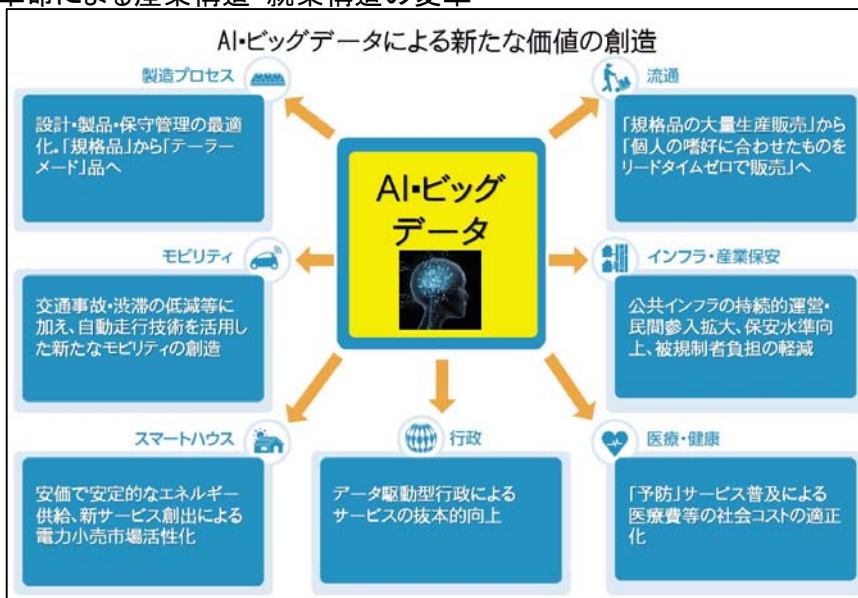 による産業構造・就業構造の変革
AI・ビッグデータによる新たな価値の創造
製造プロセス
設計・製品・保守管理の最適
化。「規格品」から「テーラー
メード」品へ
流通
「規格品の大量生産販売」から
「個人の嗜好に合わせたものを
リードタイムゼロで販売」へ
AI・ビッグ
データ
モビリティ
交通事故・渋滞の低減等に
加え、自動走行技術を活用し
た新たなモビリティの創造
インフラ・産業保安
公共インフラの持続的運営・
民間参入拡大、保安水準向
上、被規制者負担の軽減
スマートハウス
安価で安定的なエネルギー
供給、新サービス創出による
電力小売市場活性化
行政
データ駆動型行政による
サービスの抜本的向上
医療・健康
「予防」サービス普及による
医療費等の社会コストの適正
化